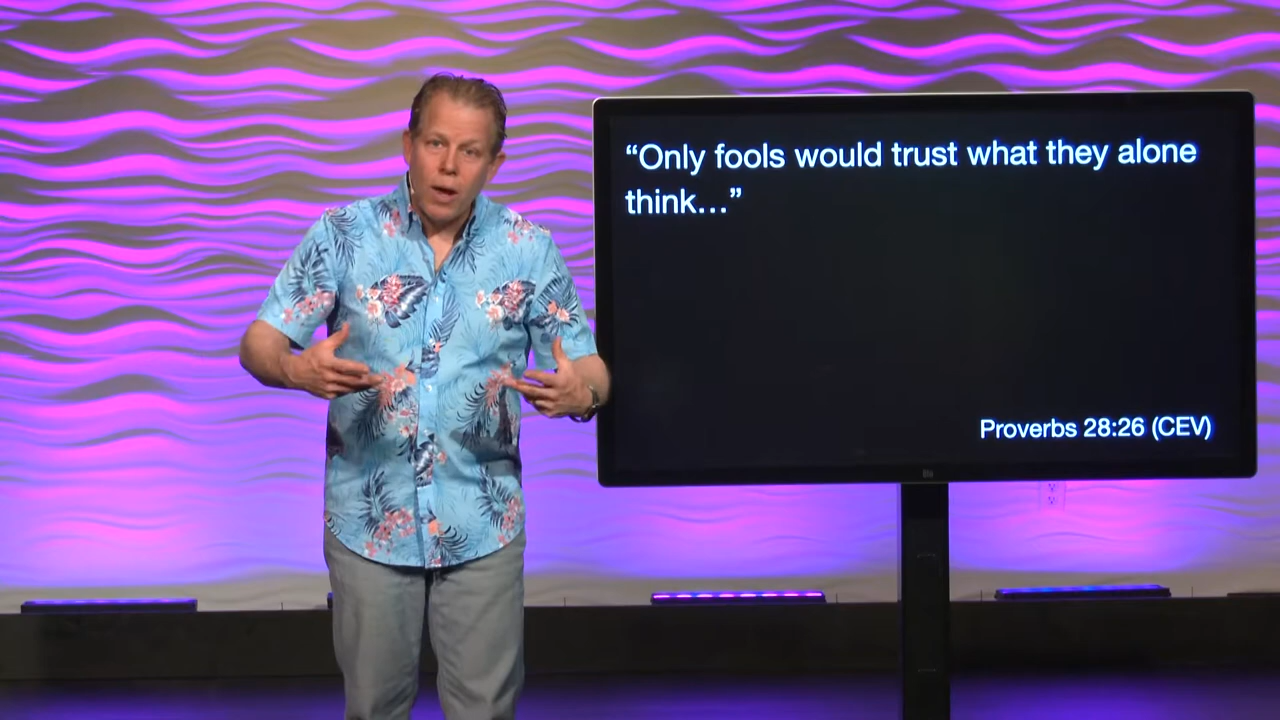 “Only fools would trust what they alone
think…”
Proverbs 28:26 (CEV)